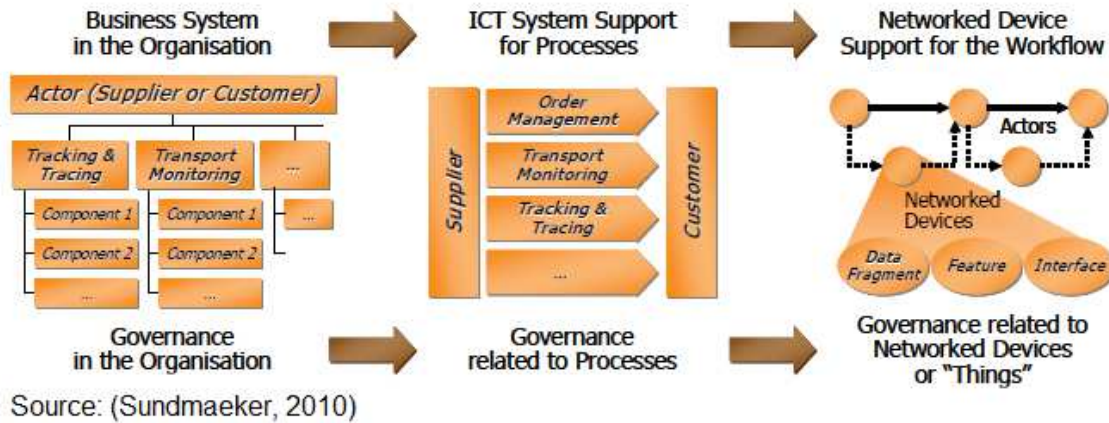 Business System
in the Organisation
ICT System Support
for Processes
Networked Device
Support for the Workflow
Actor (Supplier or Customer)
Tracking &
Tracing
Transport
Monitoring
...
Component 1
Component 1
...
Component 2
Component 2
...
...
Supplier
Order
Management
Transport
Monitoring
Tracking &
Tracing
...
Customer
Actors
Networked
Devices
Data
Fragment
Feature
Interface
Governance
in the Organisation
Governance
related to Processes
Governance related to
Networked Devices
or “Things”
Source: (Sundmaeker, 2010)